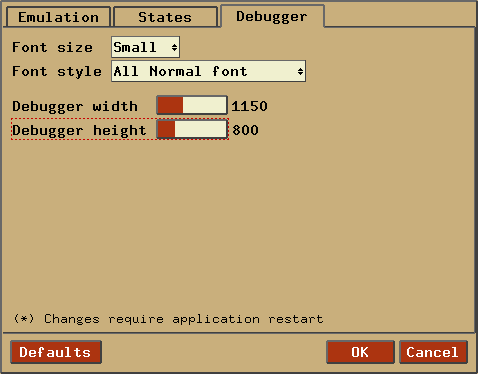 Emulation States Debugger
Font size Small
Font style All Normal font
Debugger width 1150
Debugger height 800
(*) Changes require application restart
Defaults OK Cancel